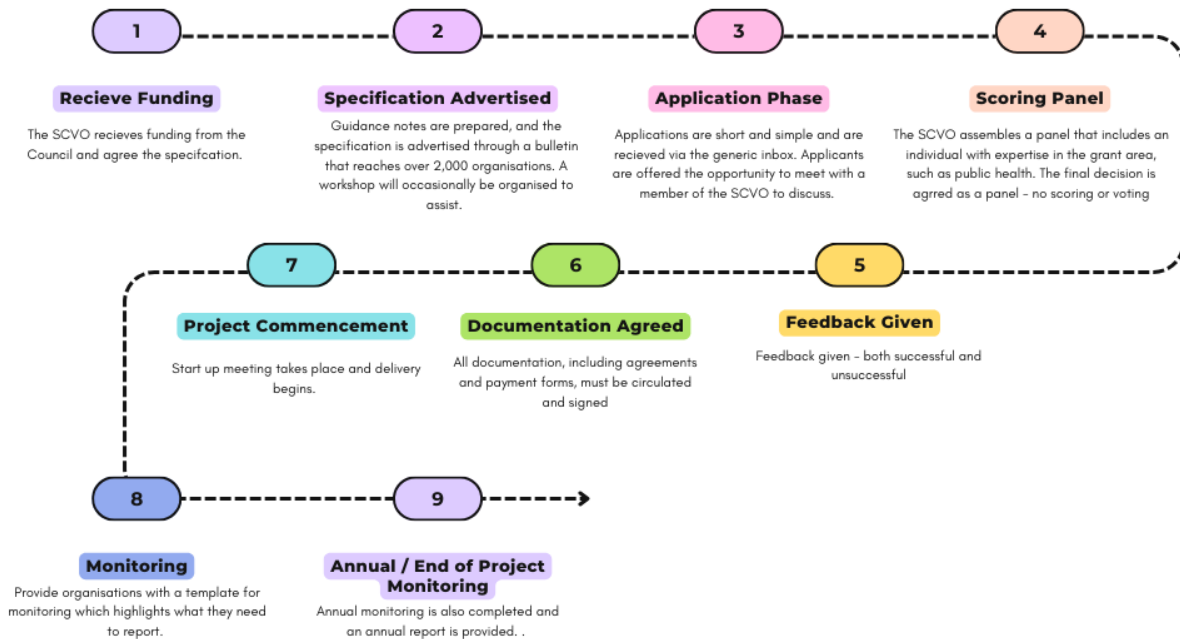 1
Recieve Funding
The SCVO recieves funding from the
Council and agree the specifcation.
2
Specification Advertised
Guidance notes are prepared, and the
specification is advertised through a bulletin
that reaches over 2,000 organisations. A
workshop will occasionally be organised to
assist.
3
Application Phase
Applications are short and simple and are
recieved via the generic inbox. Applicants
are offered the opportunity to meet with a
member of the SCVO to discuss.
4
Scoring Panel
The SCVO assembles a panel that includes an
individual with expertise in the grant area,
such as public health. The final decision is
agrred as a panel - no scoring or voting
5
Feedback Given
Feedback given - both successful and
unsuccessful
6
Documentation Agreed
All documentation, including agreements
and payment forms, must be circulated
and signed
7
Project Commencement
Start up meeting takes place and delivery
begins.
8
Monitoring
Provide organisations with a template for
monitoring which highlights what they need
to report.
9
Annual / End of Project
Monitoring
Annual monitoring is also completed and
an annual report is provided. .